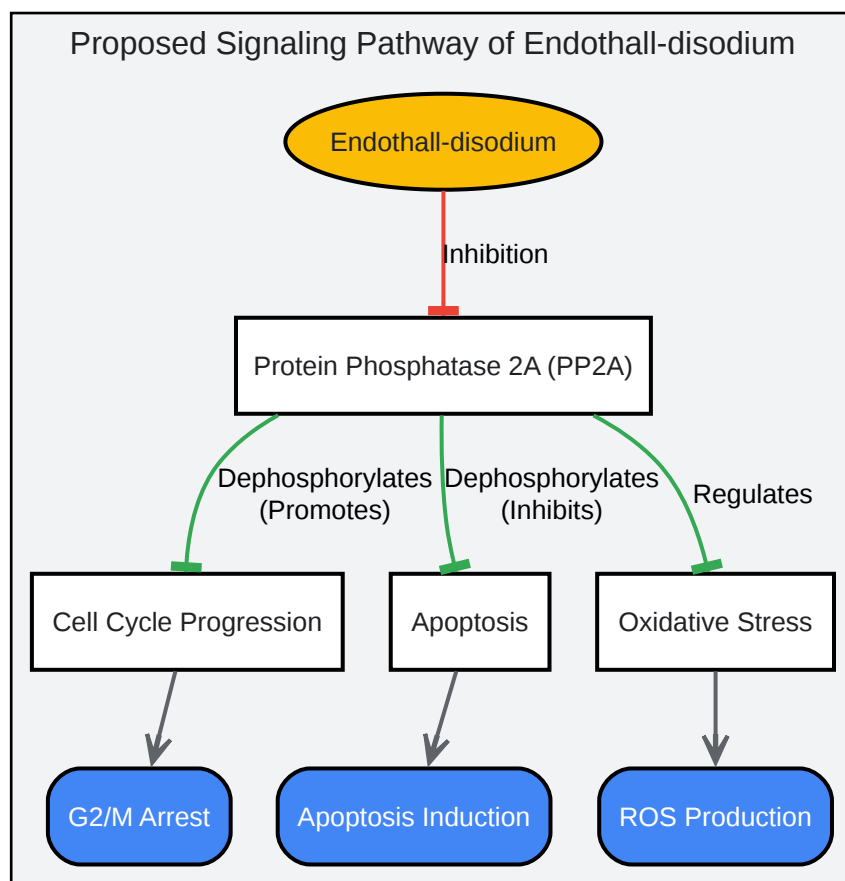 Proposed Signaling Pathway of Endothall-disodium
Endothall-disodium
Inhibition
Protein Phosphatase 2A (PP2A)
Dephosphorylates
(Promotes)
Dephosphorylates
(Inhibits)
Regulates
Cell Cycle Progression
Apoptosis
Oxidative Stress
G2/M Arrest
Apoptosis Induction
ROS Production